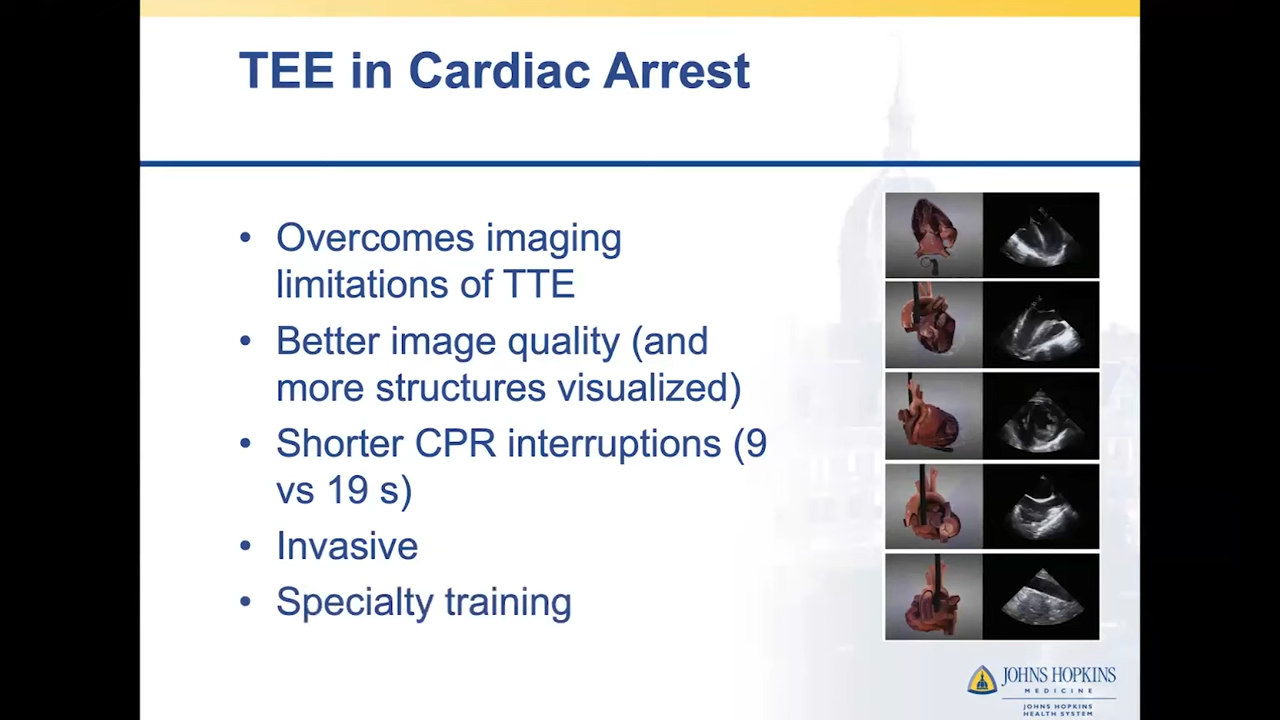 TEE in Cardiac Arrest
• Overcomes imaging
limitations of TTE
• Better image quality (and
more structures visualized)
• Shorter CPR interruptions (9
vs 19 s)
• Invasive
• Specialty training
JOHNS HOPKINS
MEDICINE
JOHNS HOPKINS
HEALTH SYSTEM